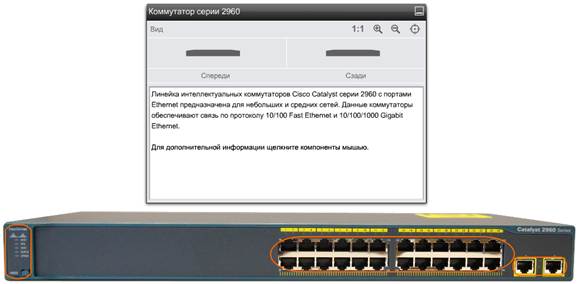 Коммутатор серии 2960
Вид
1:1
Спереди
Сзади
Линейка интеллектуальных коммутаторов Cisco Catalyst серии 2960 с портами
Ethernet предназначена для небольших и средних сетей. Данные коммутаторы
обеспечивают связь по протоколу 10/100 Fast Ethernet и 10/100/1000 Gigabit
Ethernet.
Для дополнительной информации щелкните компоненты мышью.
Catalyst 2960 Series